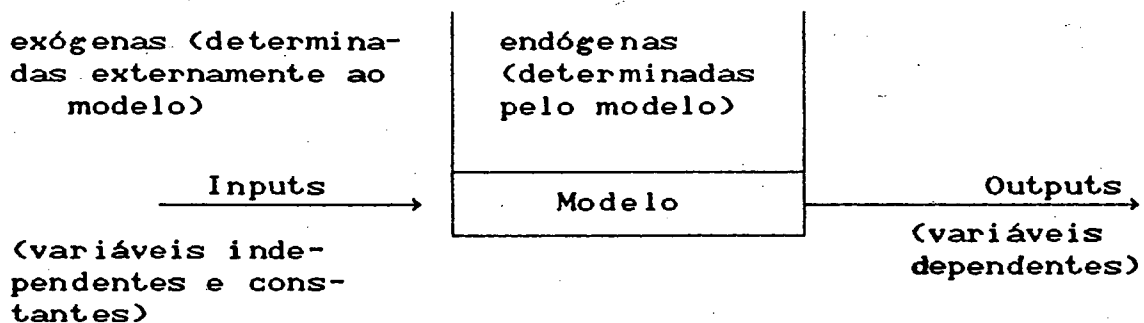 exógenas (determina-
das externamente ao
modelo)
endógenas
(determinadas
pelo modelo)
Inputs
Modelo
Outputs
(variáveis inde-
pendentes e cons-
tantes)
(variáveis
dependentes)